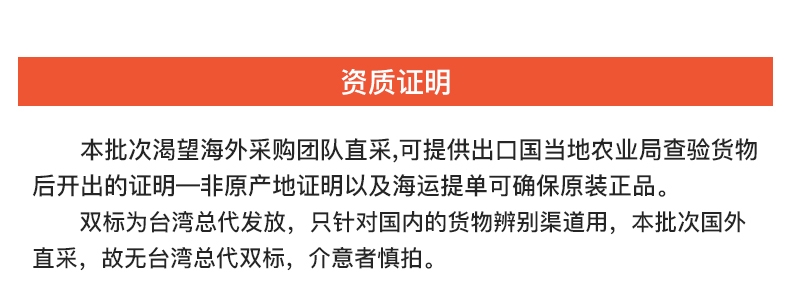 资质证明
本批次渴望海外采购团队直采,可提供出口国当地农业局查验货物
后开出的证明—非原产地证明以及海运提单可确保原装正品。
双标为台湾总代发放，只针对国内的货物辨别渠道用，本批次国外
直采，故无台湾总代双标，介意者慎拍。